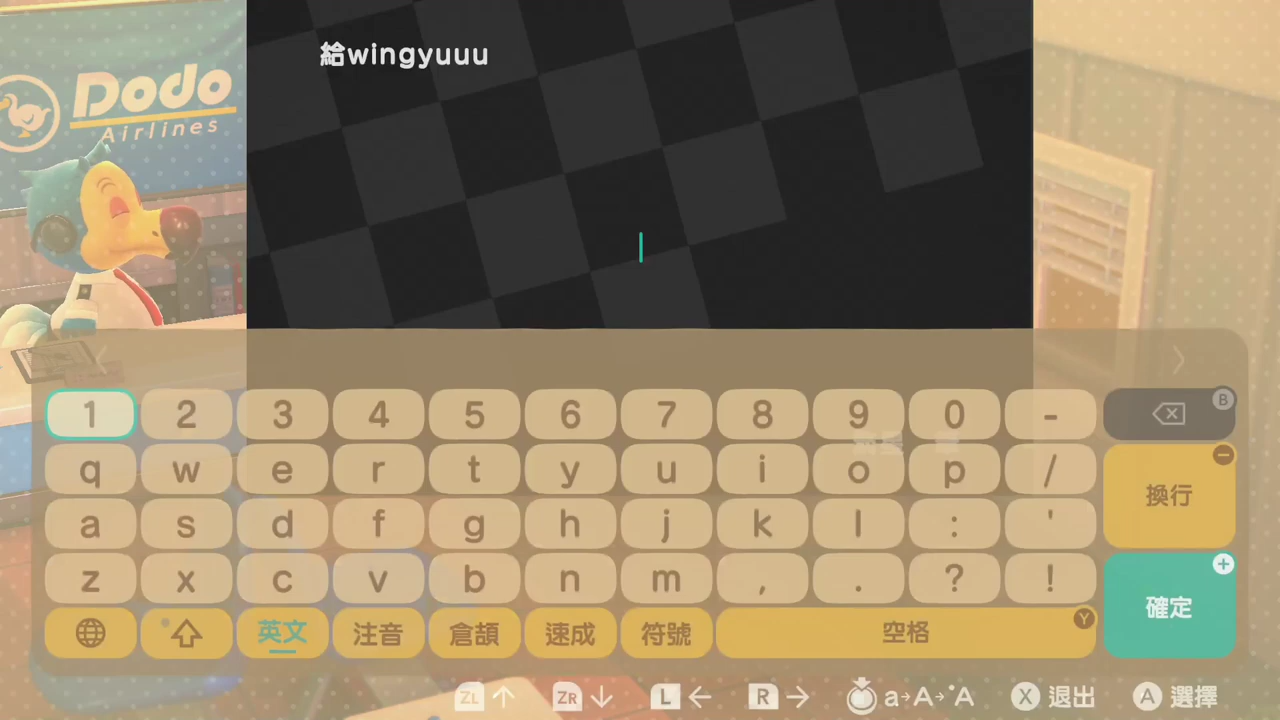 Dodo
Airlines
給wingyuuu
1 2 3 4 5 6 7 8 9 0 - B
q w e r t y u i o p / −
換行
a s d f g h j k l : '
z x c v b n m , . ? ! +
確定
英文 注音 倉頡 速成 符號 空格 Y
ZL ↑ ZR ↓ L ← R → a→A→•A X 退出 A 選擇